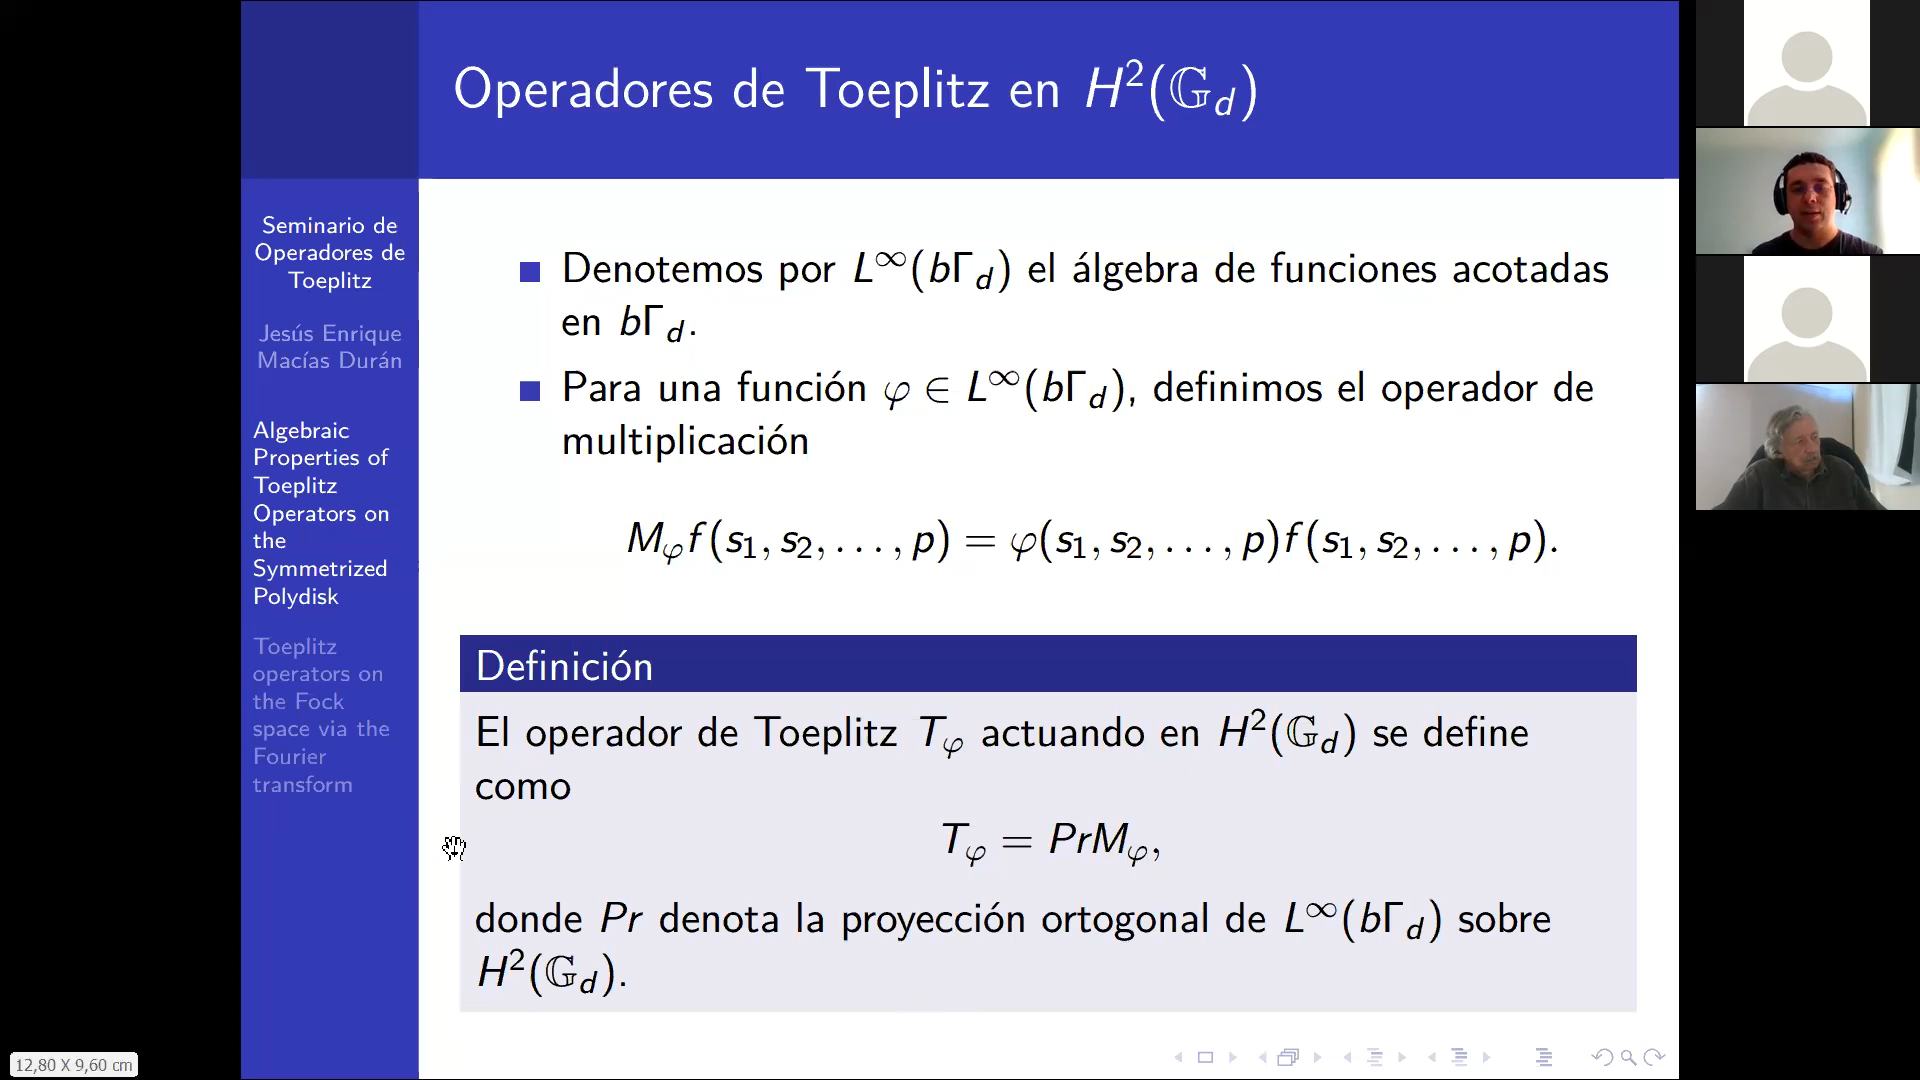 Operadores de Toeplitz en H²(𝔾_d)
Seminario de
Operadores de
Toeplitz
Jesús Enrique
Macías Durán
Algebraic
Properties of
Toeplitz
Operators on
the
Symmetrized
Polydisk
Toeplitz
operators on
the Fock
space via the
Fourier
transform
Denotemos por L^∞(bΓ_d) el álgebra de funciones acotadas
en bΓ_d.
Para una función φ ∈ L^∞(bΓ_d), definimos el operador de
multiplicación
M_φ f(s₁, s₂, . . . , p) = φ(s₁, s₂, . . . , p)f(s₁, s₂, . . . , p).
Definición
El operador de Toeplitz T_φ actuando en H²(𝔾_d) se define
como
T_φ = PrM_φ,
donde Pr denota la proyección ortogonal de L^∞(bΓ_d) sobre
H²(𝔾_d).
12,80 X 9,60 cm